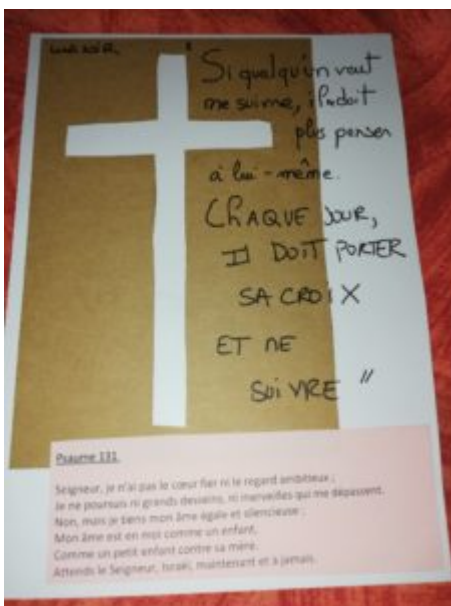 "
Si quelqu'un veut
me suivre, il ne doit
plus penser
à lui-même.
CHAQUE JOUR,
IL DOIT PORTER
SA CROIX
ET ME
SUIVRE "
Psaume 131
Seigneur, je n'ai pas le cœur fier ni le regard ambitieux ;
Je ne poursuis ni grands desseins, ni merveilles qui me dépassent.
Non, mais je tiens mon âme égale et silencieuse ;
Mon âme est en moi comme un enfant,
Comme un petit enfant contre sa mère.
Attends le Seigneur, Israël, maintenant et à jamais.